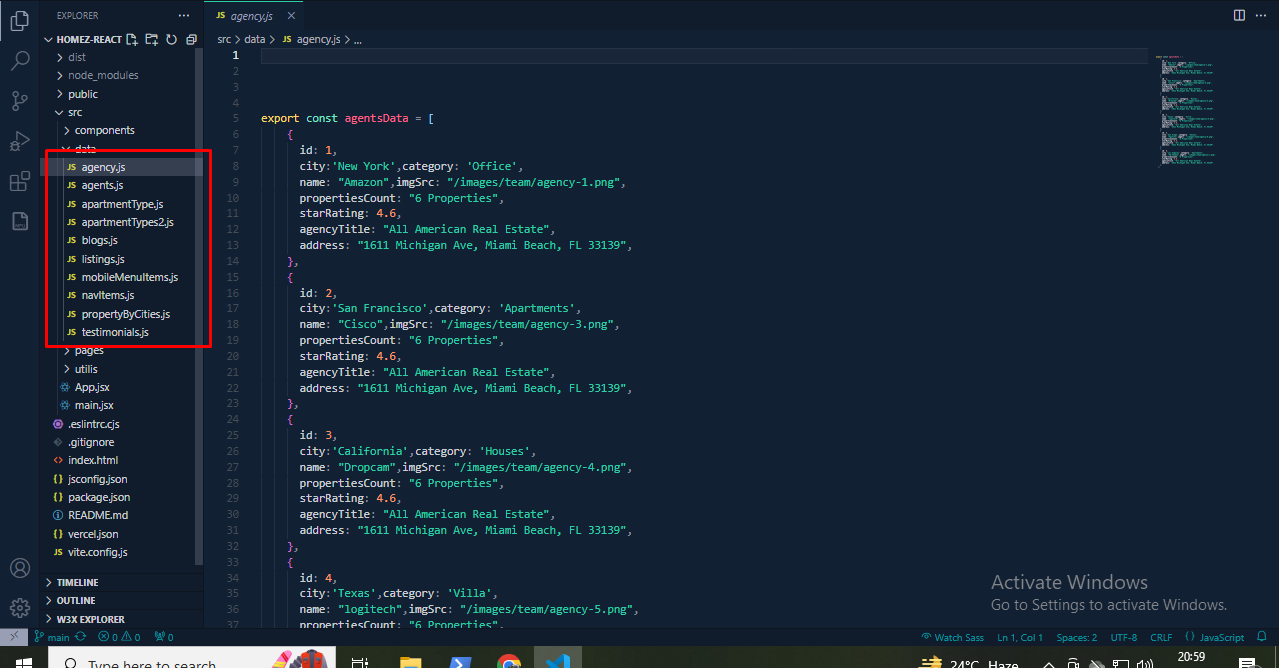 EXPLORER
···
JS agency.js
HOMEZ-REACT
src > data > JS agency.js > ...
dist
node_modules
public
src
components
data
JS agency.js
JS agents.js
JS apartmentType.js
JS apartmentTypes2.js
JS blogs.js
JS listings.js
JS mobileMenuItems.js
JS navItems.js
JS propertyByCities.js
JS testimonials.js
pages
utilis
App.jsx
main.jsx
.eslintrc.cjs
.gitignore
index.html
jsconfig.json
package.json
README.md
vercel.json
JS vite.config.js
TIMELINE
OUTLINE
W3X EXPLORER
1
2
3
4
5 export const agentsData = [
6 {
7 id: 1,
8 city:'New York',category: 'Office',
9 name: "Amazon",imgSrc: "/images/team/agency-1.png",
10 propertiesCount: "6 Properties",
11 starRating: 4.6,
12 agencyTitle: "All American Real Estate",
13 address: "1611 Michigan Ave, Miami Beach, FL 33139",
14 },
15 {
16 id: 2,
17 city:'San Francisco',category: 'Apartments',
18 name: "Cisco",imgSrc: "/images/team/agency-3.png",
19 propertiesCount: "6 Properties",
20 starRating: 4.6,
21 agencyTitle: "All American Real Estate",
22 address: "1611 Michigan Ave, Miami Beach, FL 33139",
23 },
24 {
25 id: 3,
26 city:'California',category: 'Houses',
27 name: "Dropcam",imgSrc: "/images/team/agency-4.png",
28 propertiesCount: "6 Properties",
29 starRating: 4.6,
30 agencyTitle: "All American Real Estate",
31 address: "1611 Michigan Ave, Miami Beach, FL 33139",
32 },
33 {
34 id: 4,
35 city:'Texas',category: 'Villa',
36 name: "logitech",imgSrc: "/images/team/agency-5.png",
37 propertiesCount: "6 Properties",
Activate Windows
Go to Settings to activate Windows.
main 0 0 0
Watch Sass Ln 1, Col 1 Spaces: 2 UTF-8 CRLF { } JavaScript
Type here to search
24°C Haze
20:59